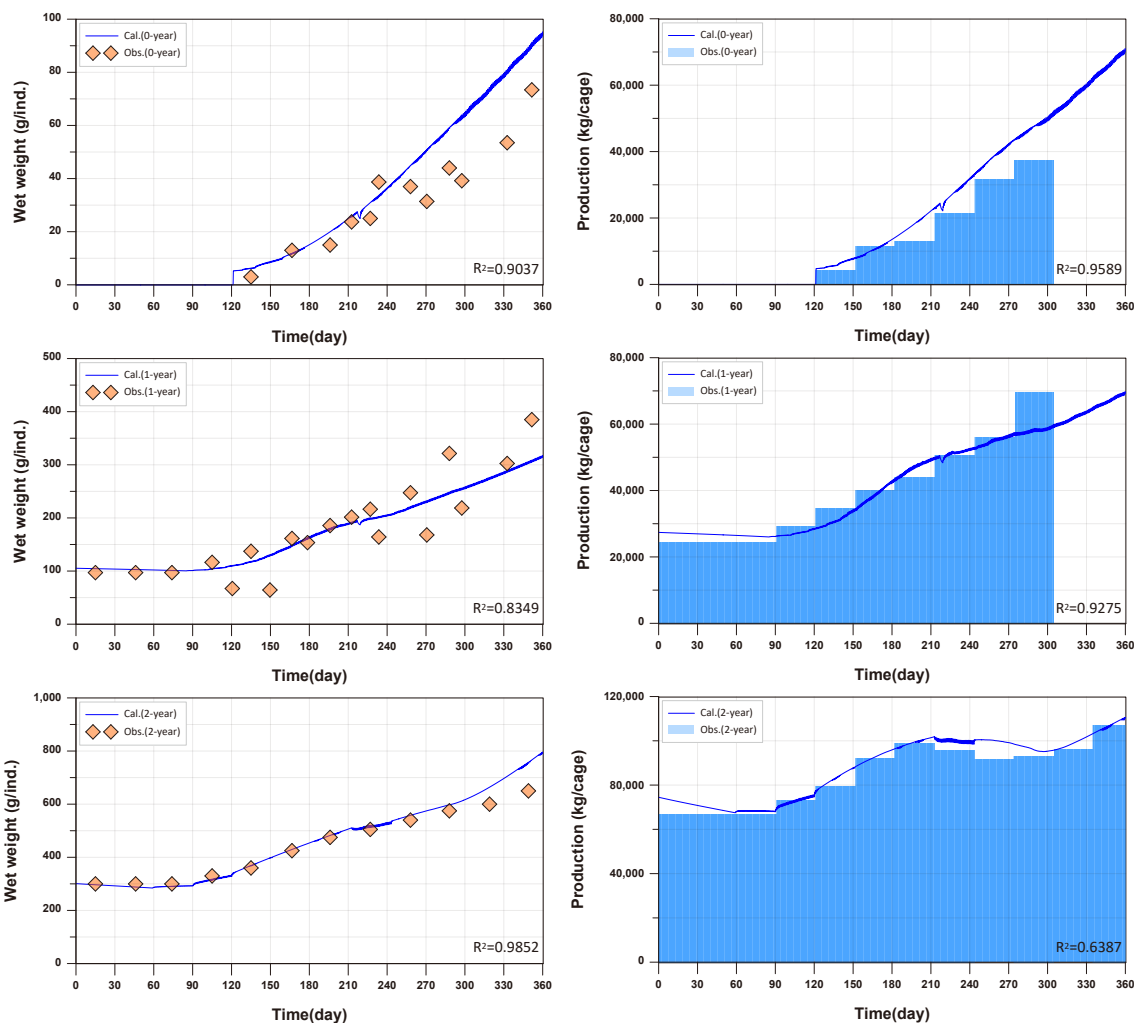 100
80
60
40
20
0
Wet weight (g/ind.)
Cal.(0-year)
Obs.(0-year)
R²=0.9037
0 30 60 90 120 150 180 210 240 270 300 330 360
Time(day)
80,000
60,000
40,000
20,000
0
Production (kg/cage)
Cal.(0-year)
Obs.(0-year)
R²=0.9589
0 30 60 90 120 150 180 210 240 270 300 330 360
Time(day)
500
400
300
200
100
0
Wet weight (g/ind.)
Cal.(1-year)
Obs.(1-year)
R²=0.8349
0 30 60 90 120 150 180 210 240 270 300 330 360
Time(day)
80,000
60,000
40,000
20,000
0
Production (kg/cage)
Cal.(1-year)
Obs.(1-year)
R²=0.9275
0 30 60 90 120 150 180 210 240 270 300 330 360
Time(day)
1,000
800
600
400
200
0
Wet weight (g/ind.)
Cal.(2-year)
Obs.(2-year)
R²=0.9852
0 30 60 90 120 150 180 210 240 270 300 330 360
Time(day)
120,000
80,000
40,000
0
Production (kg/cage)
Cal.(2-year)
Obs.(2-year)
R²=0.6387
0 30 60 90 120 150 180 210 240 270 300 330 360
Time(day)